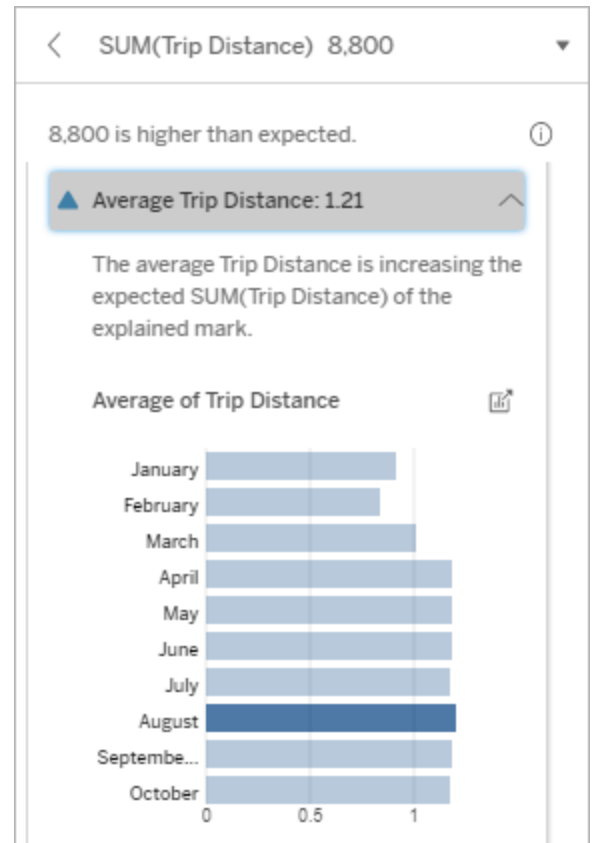 SUM(Trip Distance) 8,800
8,800 is higher than expected.
Average Trip Distance: 1.21
The average Trip Distance is increasing the
expected SUM(Trip Distance) of the
explained mark.
Average of Trip Distance
January
February
March
April
May
June
July
August
Septembe...
October
0 0.5 1